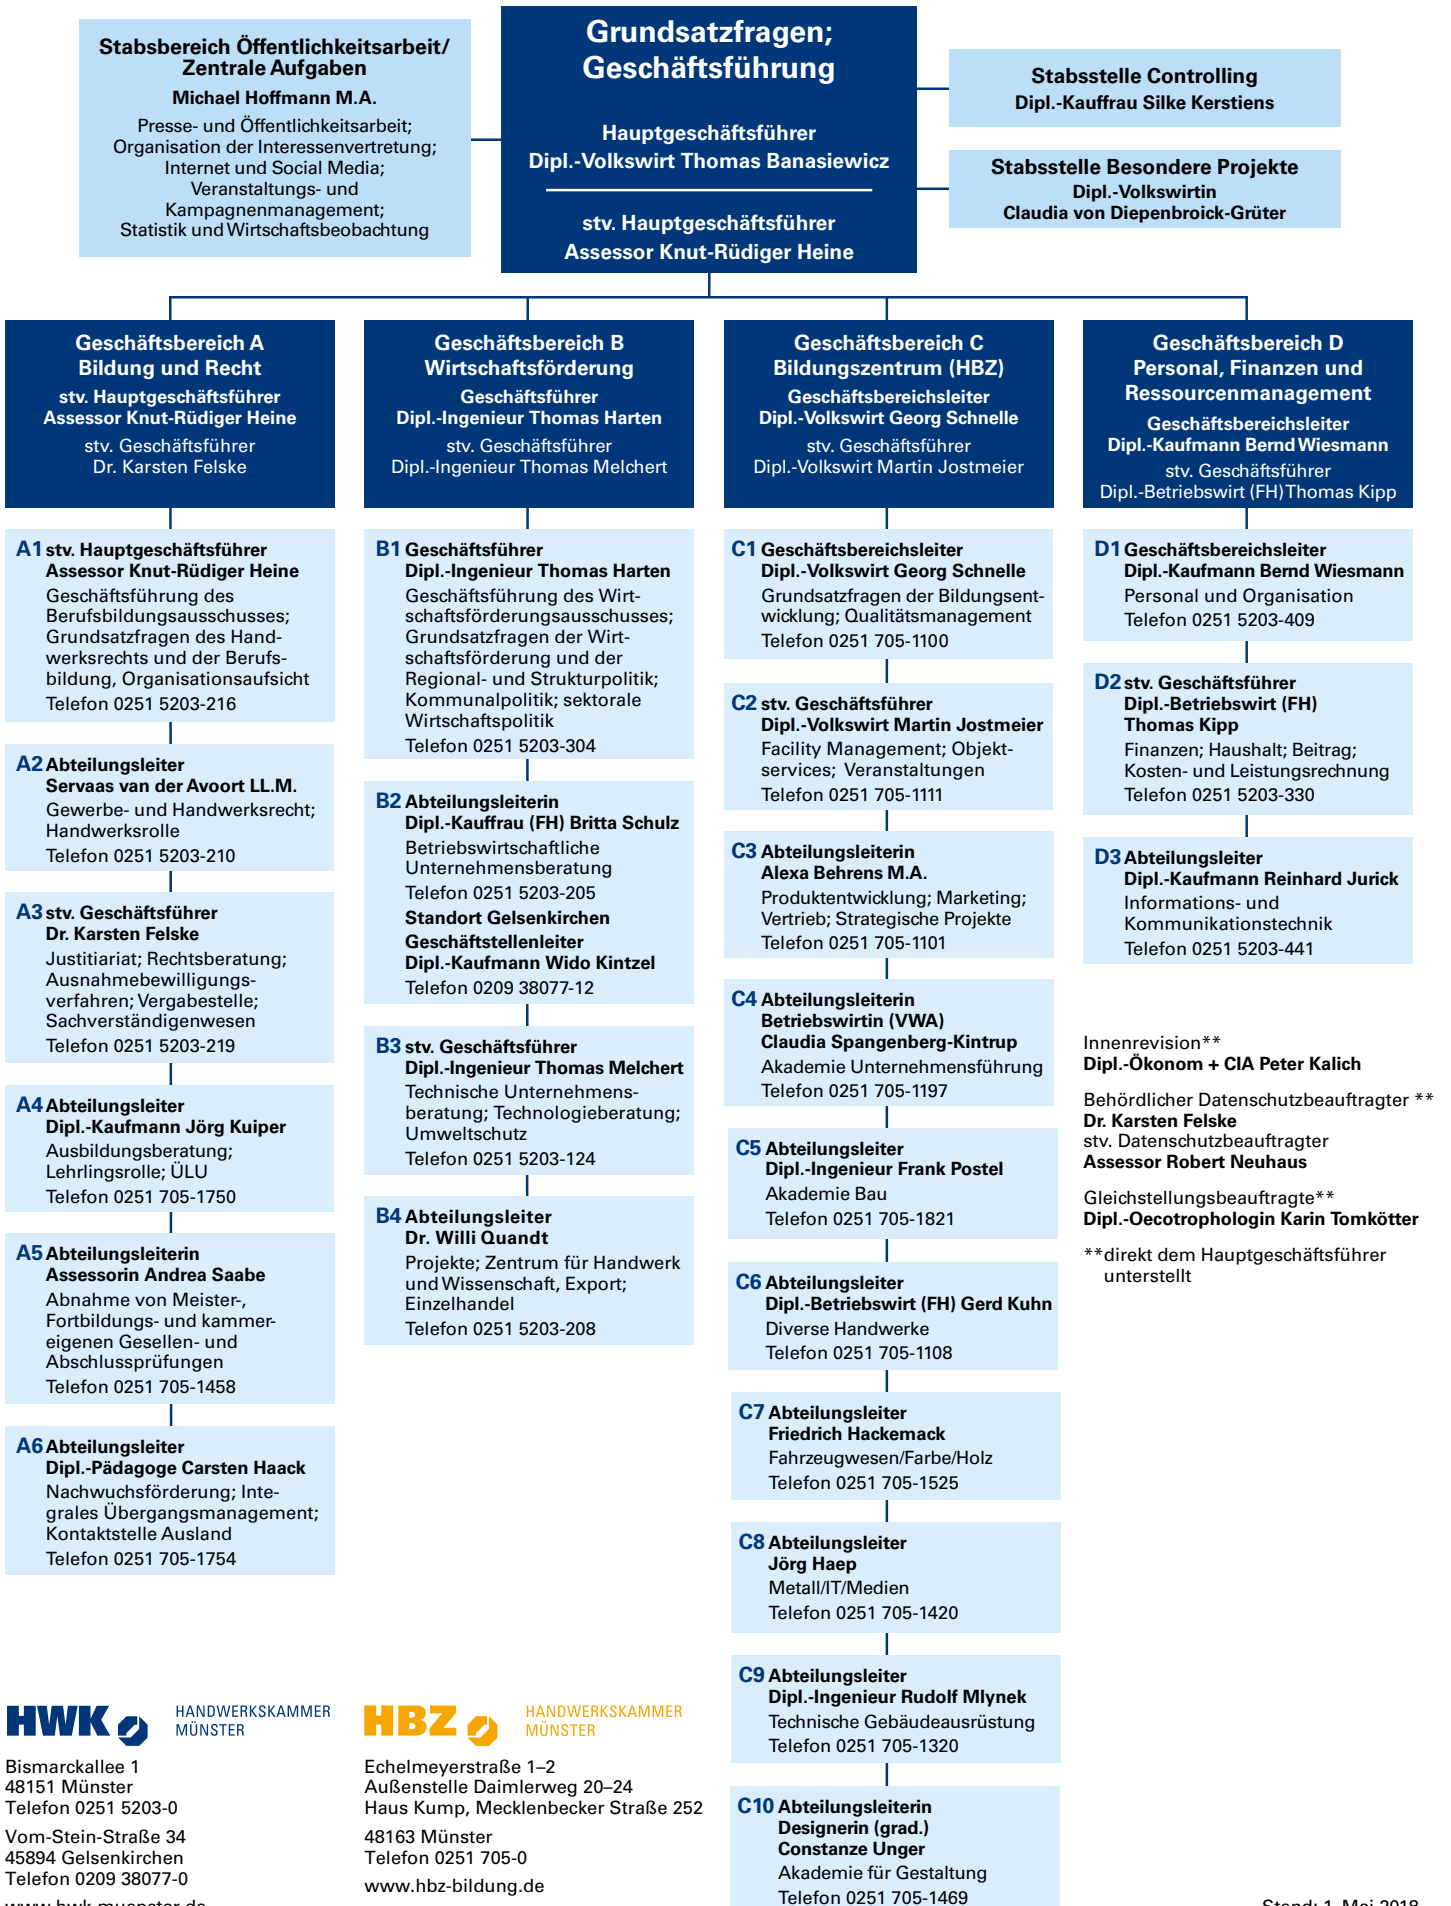 Stabsbereich Öffentlichkeitsarbeit/
Zentrale Aufgaben
Michael Hoffmann M.A.
Presse- und Öffentlichkeitsarbeit;
Organisation der Interessenvertretung;
Internet und Social Media;
Veranstaltungs- und
Kampagnenmanagement;
Statistik und Wirtschaftsbeobachtung
Grundsatzfragen;
Geschäftsführung
Hauptgeschäftsführer
Dipl.-Volkswirt Thomas Banasiewicz
stv. Hauptgeschäftsführer
Assessor Knut-Rüdiger Heine
Stabsstelle Controlling
Dipl.-Kauffrau Silke Kerstiens
Stabsstelle Besondere Projekte
Dipl.-Volkswirtin
Claudia von Diepenbroick-Grüter
Geschäftsbereich A
Bildung und Recht
stv. Hauptgeschäftsführer
Assessor Knut-Rüdiger Heine
stv. Geschäftsführer
Dr. Karsten Felske
A1 stv. Hauptgeschäftsführer
Assessor Knut-Rüdiger Heine
Geschäftsführung des
Berufsbildungsausschusses;
Grundsatzfragen des Hand-
werksrechts und der Berufs-
bildung, Organisationsaufsicht
Telefon 0251 5203-216
A2 Abteilungsleiter
Servaas van der Avoort LL.M.
Gewerbe- und Handwerksrecht;
Handwerksrolle
Telefon 0251 5203-210
A3 stv. Geschäftsführer
Dr. Karsten Felske
Justitiariat; Rechtsberatung;
Ausnahmebewilligungs-
verfahren; Vergabestelle;
Sachverständigenwesen
Telefon 0251 5203-219
A4 Abteilungsleiter
Dipl.-Kaufmann Jörg Kuiper
Ausbildungsberatung;
Lehrlingsrolle; ÜLU
Telefon 0251 705-1750
A5 Abteilungsleiterin
Assessorin Andrea Saabe
Abnahme von Meister-,
Fortbildungs- und kammer-
eigenen Gesellen- und
Abschlussprüfungen
Telefon 0251 705-1458
A6 Abteilungsleiter
Dipl.-Pädagoge Carsten Haack
Nachwuchsförderung; Inte-
grales Übergangsmanagement;
Kontaktstelle Ausland
Telefon 0251 705-1754
Geschäftsbereich B
Wirtschaftsförderung
Geschäftsführer
Dipl.-Ingenieur Thomas Harten
stv. Geschäftsführer
Dipl.-Ingenieur Thomas Melchert
B1 Geschäftsführer
Dipl.-Ingenieur Thomas Harten
Geschäftsführung des Wirt-
schaftsförderungsausschusses;
Grundsatzfragen der Wirt-
schaftsförderung und der
Regional- und Strukturpolitik;
Kommunalpolitik; sektorale
Wirtschaftspolitik
Telefon 0251 5203-304
B2 Abteilungsleiterin
Dipl.-Kauffrau (FH) Britta Schulz
Betriebswirtschaftliche
Unternehmensberatung
Telefon 0251 5203-205
Standort Gelsenkirchen
Geschäftstellenleiter
Dipl.-Kaufmann Wido Kintzel
Telefon 0209 38077-12
B3 stv. Geschäftsführer
Dipl.-Ingenieur Thomas Melchert
Technische Unternehmens-
beratung; Technologieberatung;
Umweltschutz
Telefon 0251 5203-124
B4 Abteilungsleiter
Dr. Willi Quandt
Projekte; Zentrum für Handwerk
und Wissenschaft, Export;
Einzelhandel
Telefon 0251 5203-208
Geschäftsbereich C
Bildungszentrum (HBZ)
Geschäftsbereichsleiter
Dipl.-Volkswirt Georg Schnelle
stv. Geschäftsführer
Dipl.-Volkswirt Martin Jostmeier
C1 Geschäftsbereichsleiter
Dipl.-Volkswirt Georg Schnelle
Grundsatzfragen der Bildungsent-
wicklung; Qualitätsmanagement
Telefon 0251 705-1100
C2 stv. Geschäftsführer
Dipl.-Volkswirt Martin Jostmeier
Facility Management; Objekt-
services; Veranstaltungen
Telefon 0251 705-1111
C3 Abteilungsleiterin
Alexa Behrens M.A.
Produktentwicklung; Marketing;
Vertrieb; Strategische Projekte
Telefon 0251 705-1101
C4 Abteilungsleiterin
Betriebswirtin (VWA)
Claudia Spangenberg-Kintrup
Akademie Unternehmensführung
Telefon 0251 705-1197
C5 Abteilungsleiter
Dipl.-Ingenieur Frank Postel
Akademie Bau
Telefon 0251 705-1821
C6 Abteilungsleiter
Dipl.-Betriebswirt (FH) Gerd Kuhn
Diverse Handwerke
Telefon 0251 705-1108
C7 Abteilungsleiter
Friedrich Hackemack
Fahrzeugwesen/Farbe/Holz
Telefon 0251 705-1525
C8 Abteilungsleiter
Jörg Haep
Metall/IT/Medien
Telefon 0251 705-1420
C9 Abteilungsleiter
Dipl.-Ingenieur Rudolf Mlynek
Technische Gebäudeausrüstung
Telefon 0251 705-1320
C10 Abteilungsleiterin
Designerin (grad.)
Constanze Unger
Akademie für Gestaltung
Telefon 0251 705-1469
Geschäftsbereich D
Personal, Finanzen und
Ressourcenmanagement
Geschäftsbereichsleiter
Dipl.-Kaufmann Bernd Wiesmann
stv. Geschäftsführer
Dipl.-Betriebswirt (FH) Thomas Kipp
D1 Geschäftsbereichsleiter
Dipl.-Kaufmann Bernd Wiesmann
Personal und Organisation
Telefon 0251 5203-409
D2 stv. Geschäftsführer
Dipl.-Betriebswirt (FH)
Thomas Kipp
Finanzen; Haushalt; Beitrag;
Kosten- und Leistungsrechnung
Telefon 0251 5203-330
D3 Abteilungsleiter
Dipl.-Kaufmann Reinhard Jurick
Informations- und
Kommunikationstechnik
Telefon 0251 5203-441
Innenrevision**
Dipl.-Ökonom + CIA Peter Kalich
Behördlicher Datenschutzbeauftragter **
Dr. Karsten Felske
stv. Datenschutzbeauftragter
Assessor Robert Neuhaus
Gleichstellungsbeauftragte**
Dipl.-Oecotrophologin Karin Tomkötter
**direkt dem Hauptgeschäftsführer
unterstellt
HWK HANDWERKSKAMMER
MÜNSTER
Bismarckallee 1
48151 Münster
Telefon 0251 5203-0
Vom-Stein-Straße 34
45894 Gelsenkirchen
Telefon 0209 38077-0
www.hwk-muenster.de
HBZ HANDWERKSKAMMER
MÜNSTER
Echelmeyerstraße 1–2
Außenstelle Daimlerweg 20–24
Haus Kump, Mecklenbecker Straße 252
48163 Münster
Telefon 0251 705-0
www.hbz-bildung.de
Stand: 1. Mai 2018